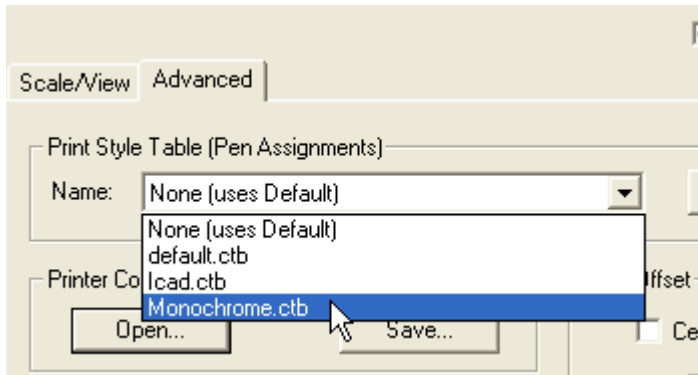 Scale/View Advanced
Print Style Table (Pen Assignments)
Name: None (uses Default)
None (uses Default)
default.ctb
Icad.ctb
Monochrome.ctb
Open... Save...